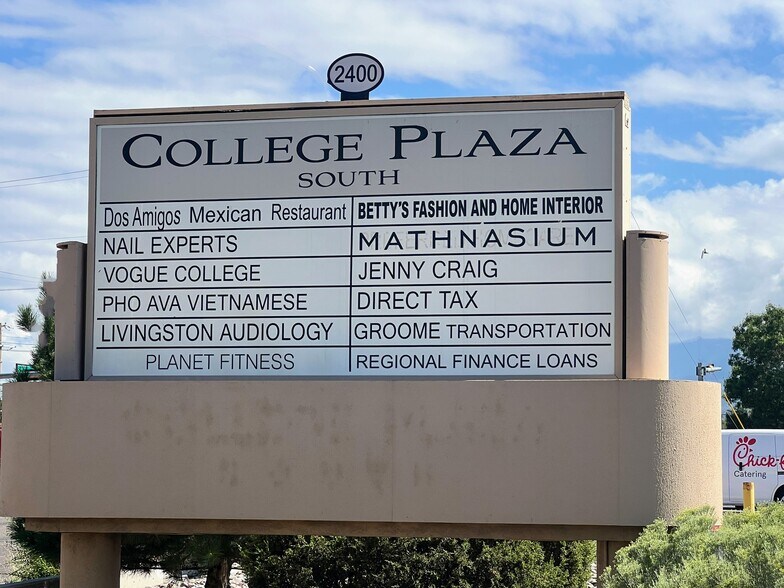 2400
COLLEGE PLAZA
SOUTH
Dos Amigos Mexican Restaurant
NAIL EXPERTS
VOGUE COLLEGE
PHO AVA VIETNAMESE
LIVINGSTON AUDIOLOGY
PLANET FITNESS
BETTY'S FASHION AND HOME INTERIOR
MATHNASIUM
JENNY CRAIG
DIRECT TAX
GROOME TRANSPORTATION
REGIONAL FINANCE LOANS
Chick-
Catering